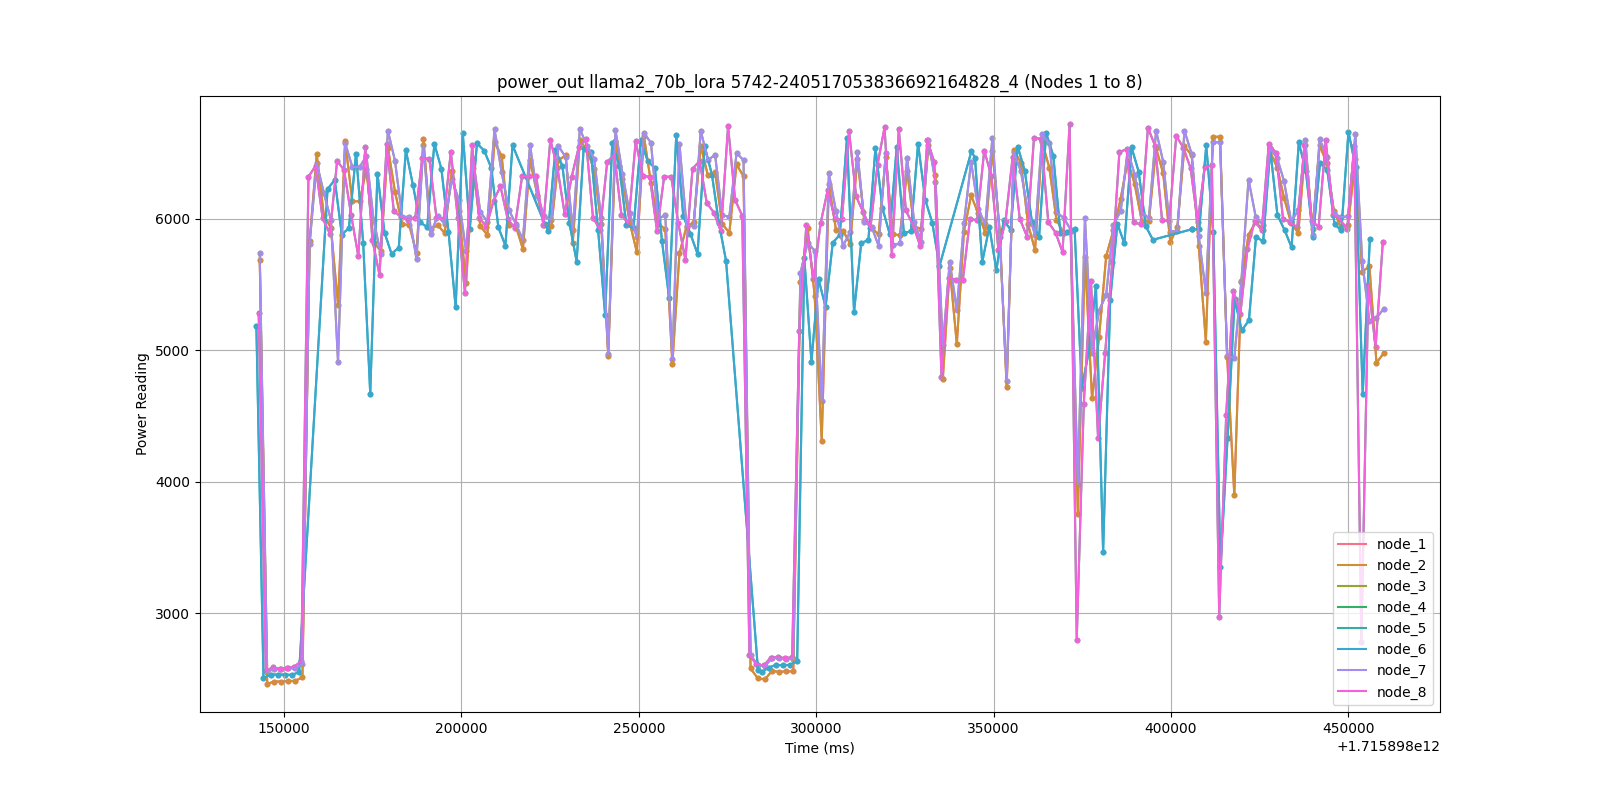 power_out llama2_70b_lora 5742-240517053836692164828_4 (Nodes 1 to 8)
Power Reading
6000
5000
4000
3000
node_1
node_2
node_3
node_4
node_5
node_6
node_7
node_8
150000 200000 250000 300000 350000 400000 450000
Time (ms)
+1.715898e12